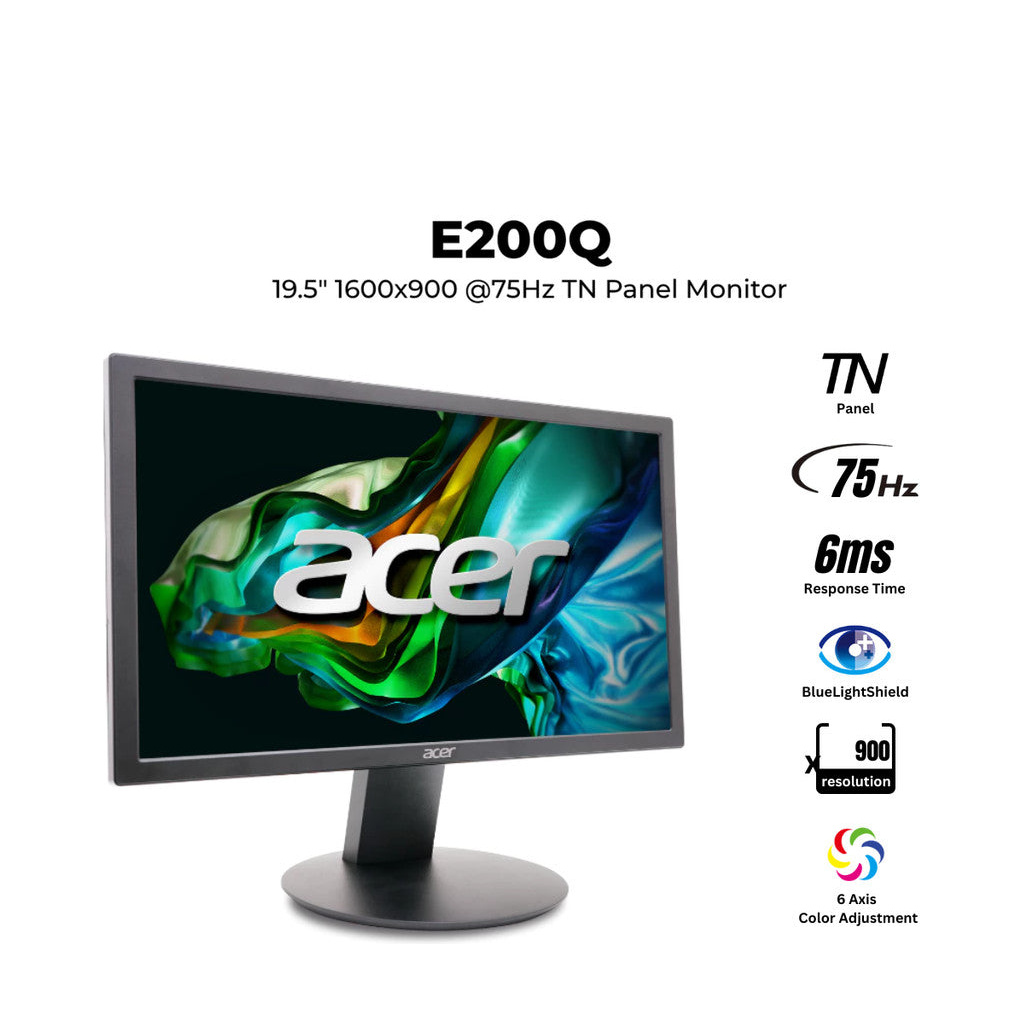 E200Q
19.5" 1600x900 @75Hz TN Panel Monitor
acer
acer
TN
Panel
75Hz
6ms
Response Time
BlueLightShield
x 900
resolution
6 Axis
Color Adjustment